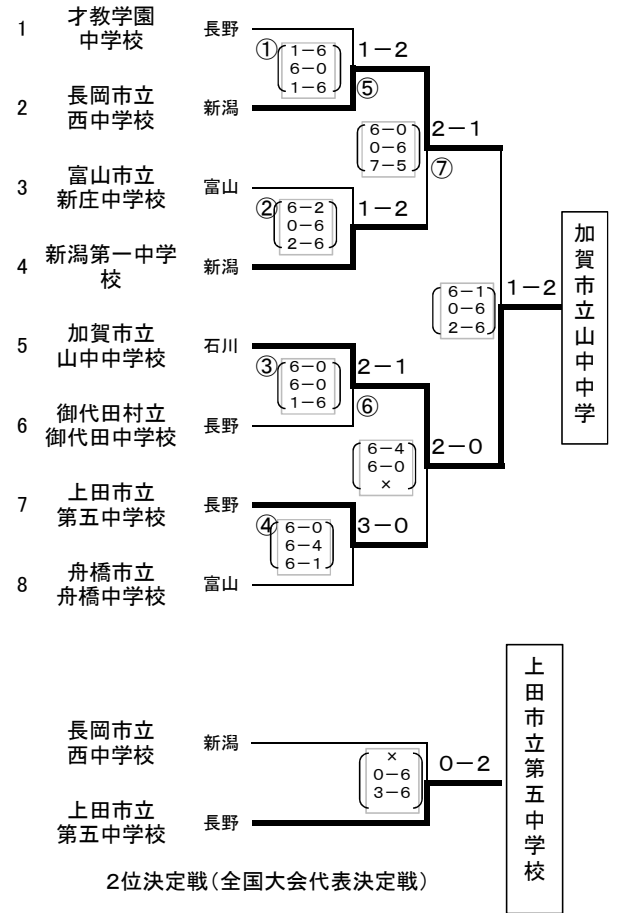 1
才教学園
中学校
長野
2
長岡市立
西中学校
新潟
3
富山市立
新庄中学校
富山
4
新潟第一中学
校
新潟
5
加賀市立
山中中学校
石川
6
御代田村立
御代田中学校
長野
7
上田市立
第五中学校
長野
8
舟橋市立
舟橋中学校
富山
①
1-6
6-0
1-6
1-2
⑤
②
6-2
0-6
2-6
1-2
③
6-0
6-0
1-6
2-1
⑥
④
6-0
6-4
6-1
3-0
6-0
0-6
7-5
2-1
⑦
6-4
6-0
×
2-0
6-1
0-6
2-6
1-2
加賀市立山中中学
長岡市立
西中学校
新潟
上田市立
第五中学校
長野
×
0-6
3-6
0-2
上田市立第五中学校
2位決定戦(全国大会代表決定戦)